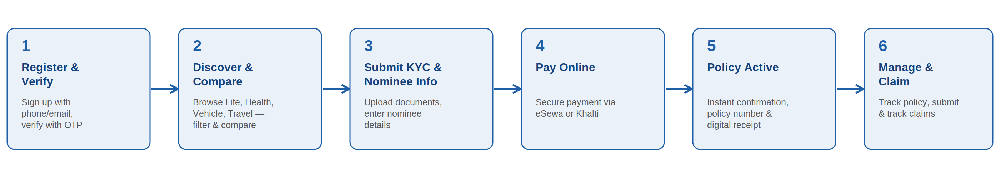 1
Register &
Verify
Sign up with
phone/email,
verify with OTP
2
Discover &
Compare
Browse Life, Health,
Vehicle, Travel —
filter & compare
3
Submit KYC &
Nominee Info
Upload documents,
enter nominee
details
4
Pay Online
Secure payment via
eSewa or Khalti
5
Policy Active
Instant confirmation,
policy number &
digital receipt
6
Manage &
Claim
Track policy, submit
& track claims